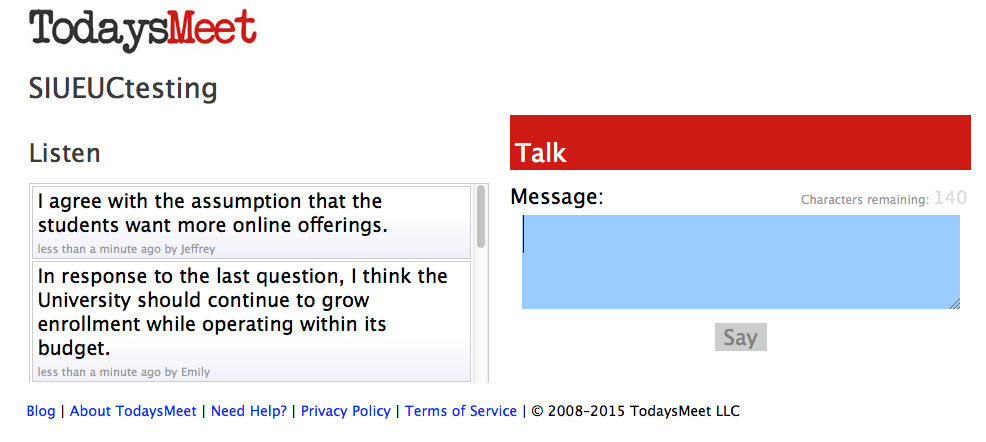 TodaysMeet
SIUEUCtesting
Listen
I agree with the assumption that the
students want more online offerings.
less than a minute ago by Jeffrey
In response to the last question, I think the
University should continue to grow
enrollment while operating within its
budget.
less than a minute ago by Emily
Talk
Message: Characters remaining: 140
Say
Blog | About TodaysMeet | Need Help? | Privacy Policy | Terms of Service | © 2008-2015 TodaysMeet LLC